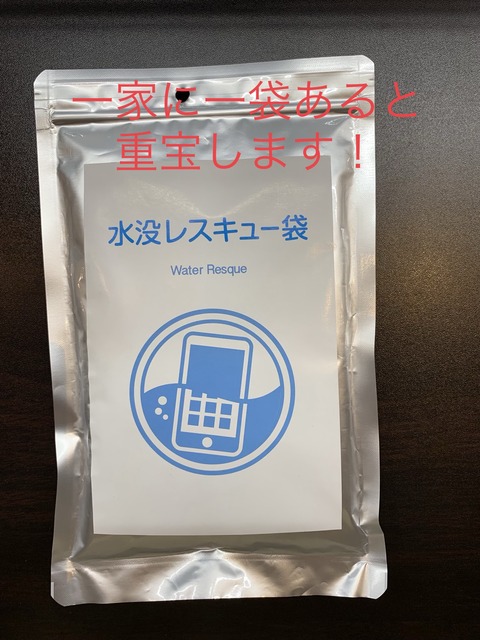 一家に一袋あると
重宝します！
水没レスキュー袋
Water Resque